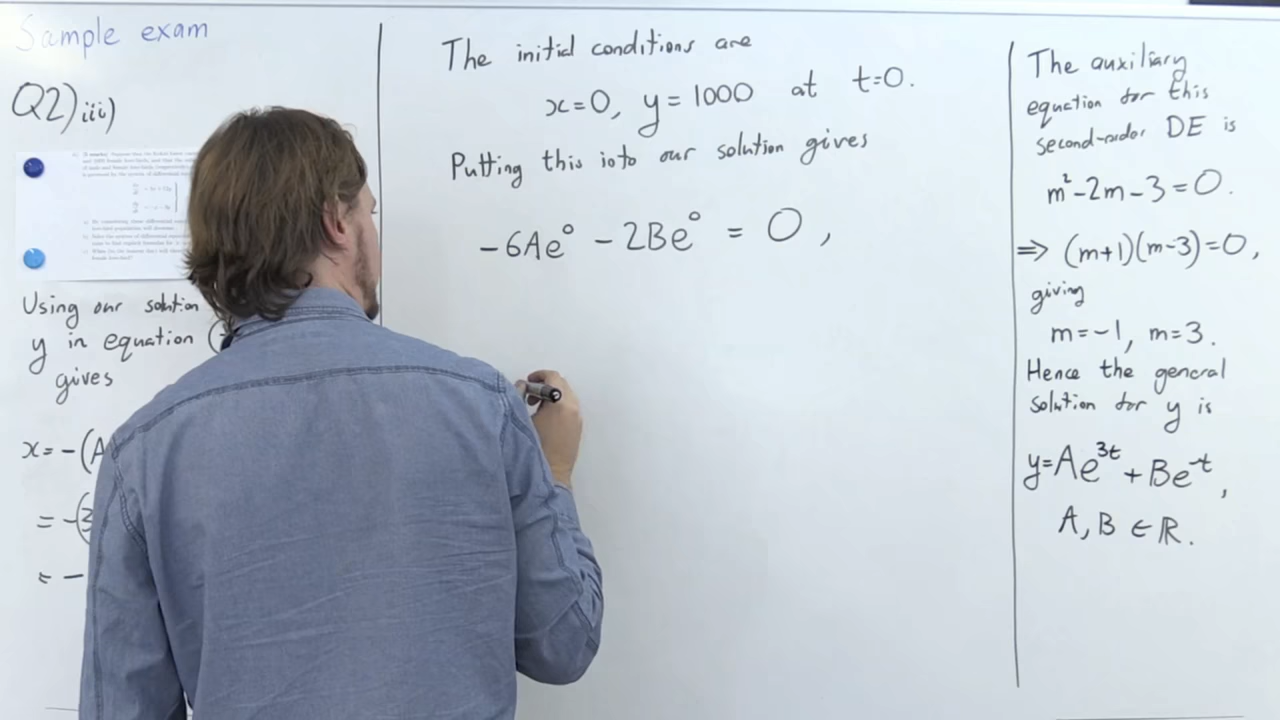 Sample exam
Q2)iii)
Using our solution
y in equation
gives
x = -(A
= -(3
= -
The initial conditions are
x=0, y = 1000 at t=0.
Putting this into our solution gives
-6Ae⁰ - 2Be⁰ = 0,
The auxiliary
equation for this
second-order DE is
m²-2m-3=0.
⇒ (m+1)(m-3)=0,
giving
m=-1, m=3.
Hence the general
solution for y is
y=Ae^{3t} + Be^{-t},
A, B ∈ ℝ.